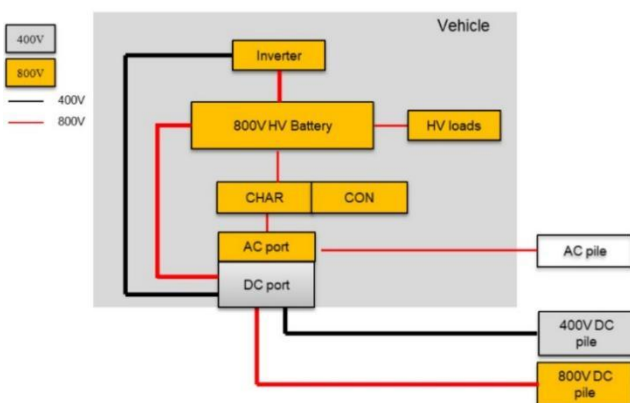 400V
800V
400V
800V
Vehicle
Inverter
800V HV Battery
HV loads
CHAR
CON
AC port
DC port
AC pile
400V DC
pile
800V DC
pile